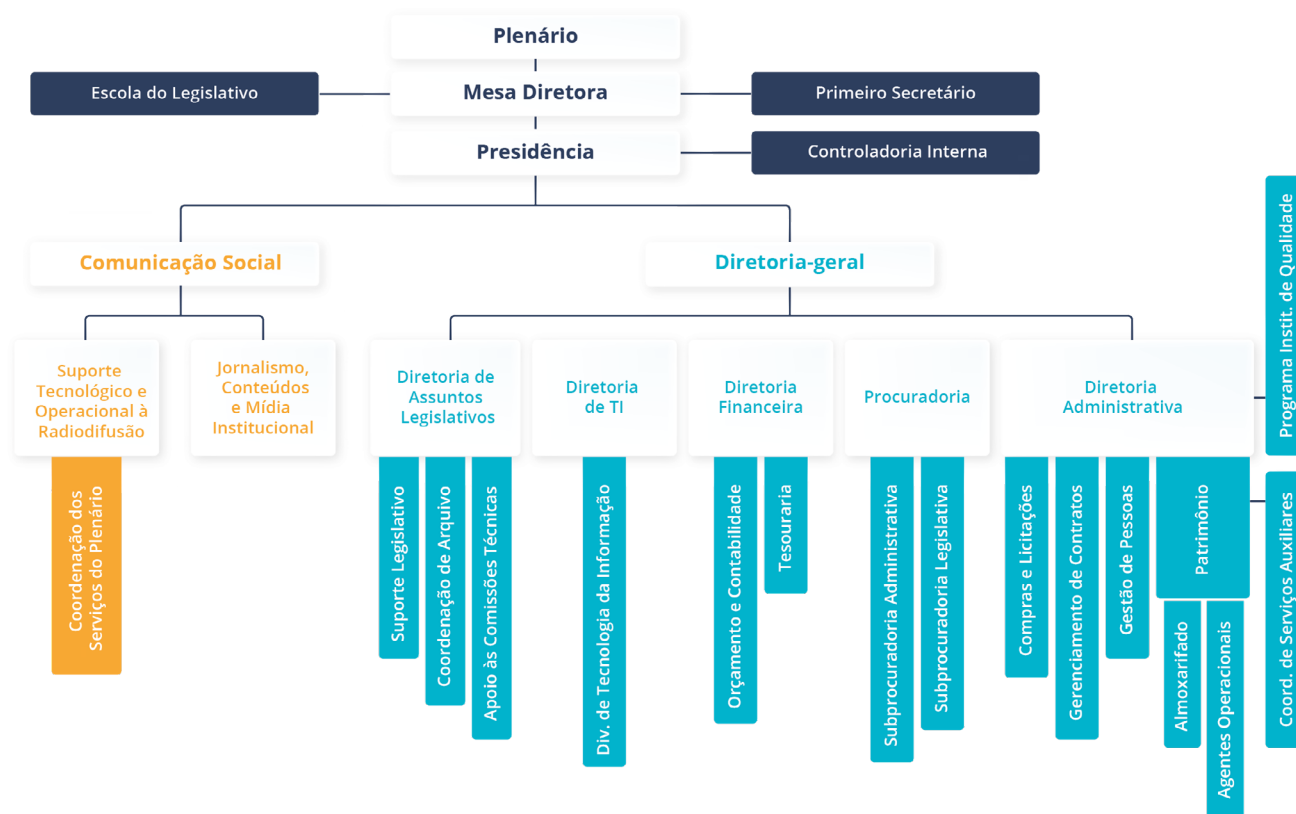 Plenário
Escola do Legislativo
Mesa Diretora
Primeiro Secretário
Presidência
Controladoria Interna
Comunicação Social
Diretoria-geral
Programa Instit. de Qualidade
Suporte
Tecnológico e
Operacional à
Radiodifusão
Jornalismo,
Conteúdos
e Mídia
Institucional
Diretoria de
Assuntos
Legislativos
Diretoria
de TI
Diretoria
Financeira
Procuradoria
Diretoria
Administrativa
Coordenação dos
Serviços do Plenário
Suporte Legislativo
Coordenação de Arquivo
Apoio às Comissões Técnicas
Div. de Tecnologia da Informação
Orçamento e Contabilidade
Tesouraria
Subprocuradoria Administrativa
Subprocuradoria Legislativa
Compras e Licitações
Gerenciamento de Contratos
Gestão de Pessoas
Patrimônio
Almoxarifado
Agentes Operacionais
Coord. de Serviços Auxiliares